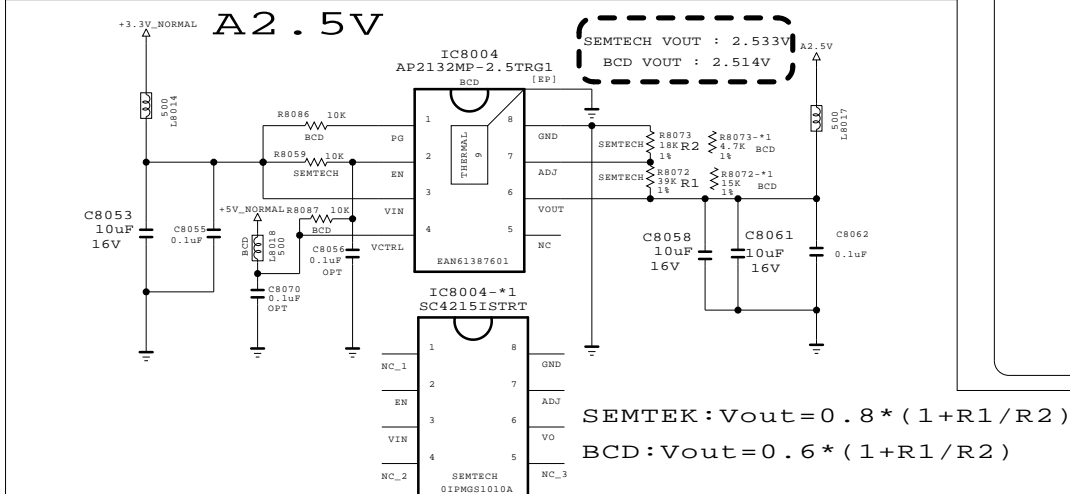 A2.5V
+3.3V_NORMAL
500
L8014
C8053
10uF
16V
C8055
0.1uF
R8086 10K
BCD
R8059 10K
SEMTECH
+5V_NORMAL
R8087 10K
BCD
BCD
L8018
500
C8070
0.1uF
OPT
C8056
0.1uF
OPT
IC8004
AP2132MP-2.5TRG1
BCD
[EP]
THERMAL
9
1
PG
2
EN
3
VIN
4
VCTRL
8
GND
7
ADJ
6
VOUT
5
NC
EAN61387601
SEMTECH VOUT : 2.533V
BCD VOUT : 2.514V
SEMTECH
R8073
18K R2
1%
R8073-*1
4.7K
1% BCD
SEMTECH
R8072
39K R1
1%
R8072-*1
15K
1% BCD
A2.5V
500
L8017
C8058
10uF
16V
C8061
10uF
16V
C8062
0.1uF
IC8004-*1
SC4215ISTRT
1
NC_1
2
EN
3
VIN
4
NC_2
8
GND
7
ADJ
6
VO
5
NC_3
SEMTECH
0IPMGS1010A
SEMTEK:Vout=0.8*(1+R1/R2)
BCD:Vout=0.6*(1+R1/R2)